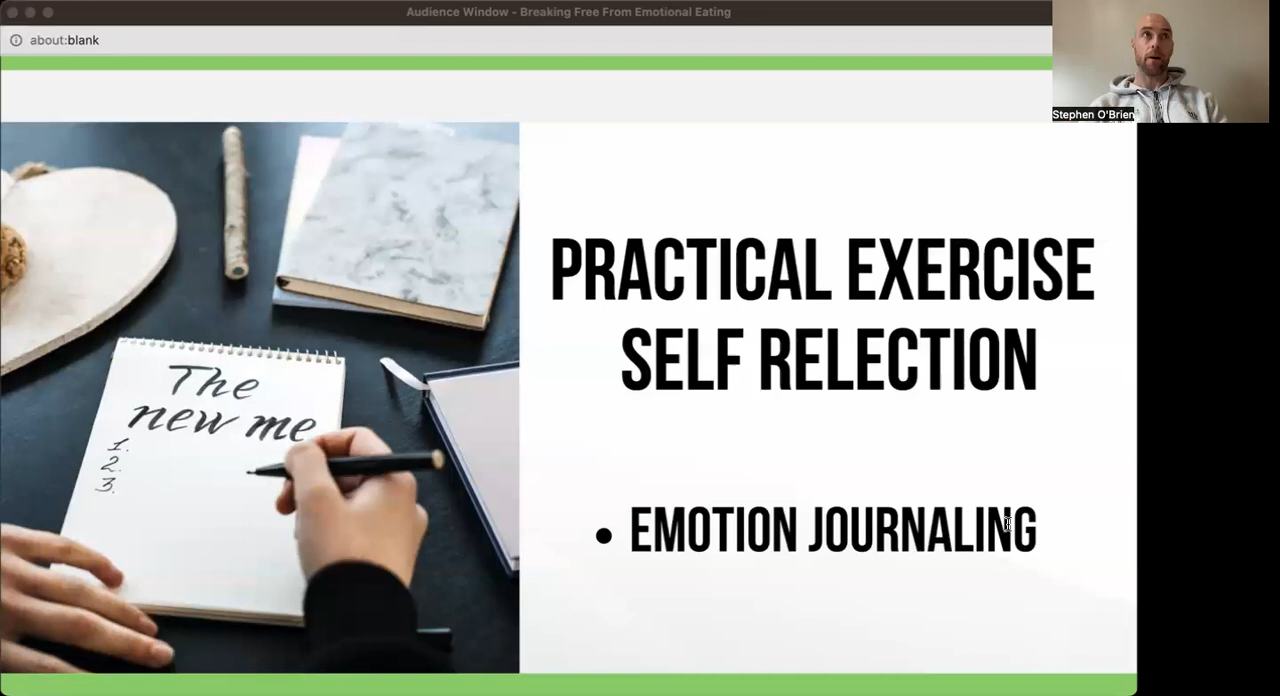 Audience Window - Breaking Free From Emotional Eating
about:blank
Stephen O'Brien
PRACTICAL EXERCISE
SELF RELECTION
The
new me
1.
2.
3.
• EMOTION JOURNALING